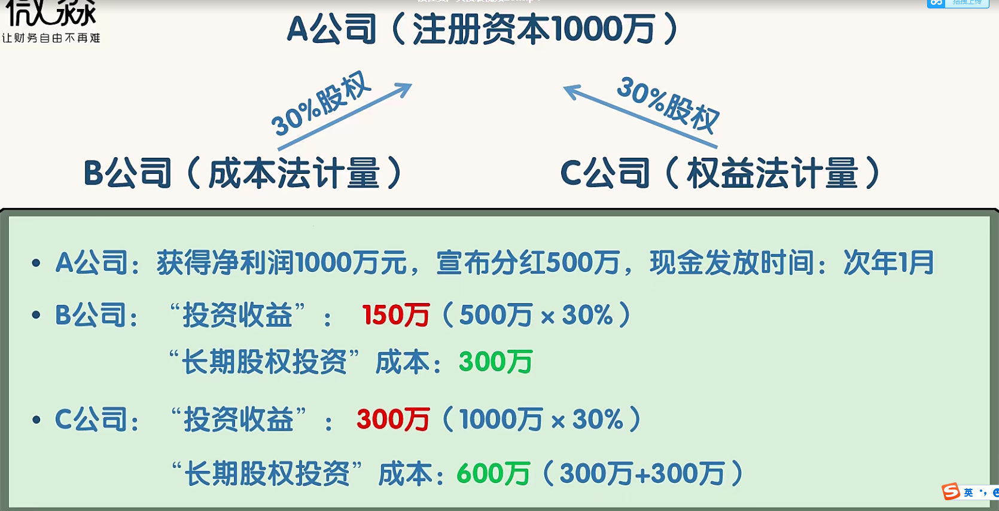 微淼
让财务自由不再难
拖拽上传
A公司（注册资本1000万）
30%股权
30%股权
B公司（成本法计量）
C公司（权益法计量）
• A公司：获得净利润1000万元，宣布分红500万，现金发放时间：次年1月
• B公司：“投资收益”：150万（500万 × 30%）
“长期股权投资”成本：300万
• C公司：“投资收益”：300万（1000万 × 30%）
“长期股权投资”成本：600万（300万+300万）
英